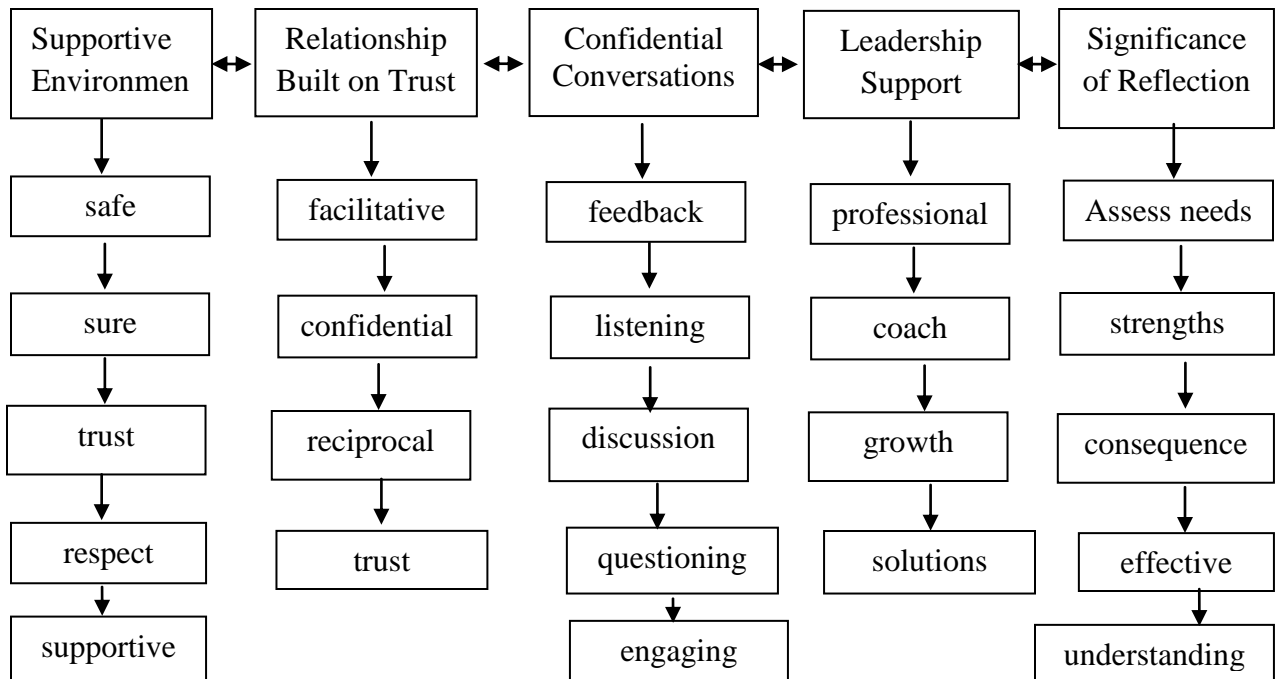 Supportive
Environmen
Relationship
Built on Trust
Confidential
Conversations
Leadership
Support
Significance
of Reflection
safe
facilitative
feedback
professional
Assess needs
sure
confidential
listening
coach
strengths
trust
reciprocal
discussion
growth
consequence
respect
trust
questioning
solutions
effective
supportive
engaging
understanding